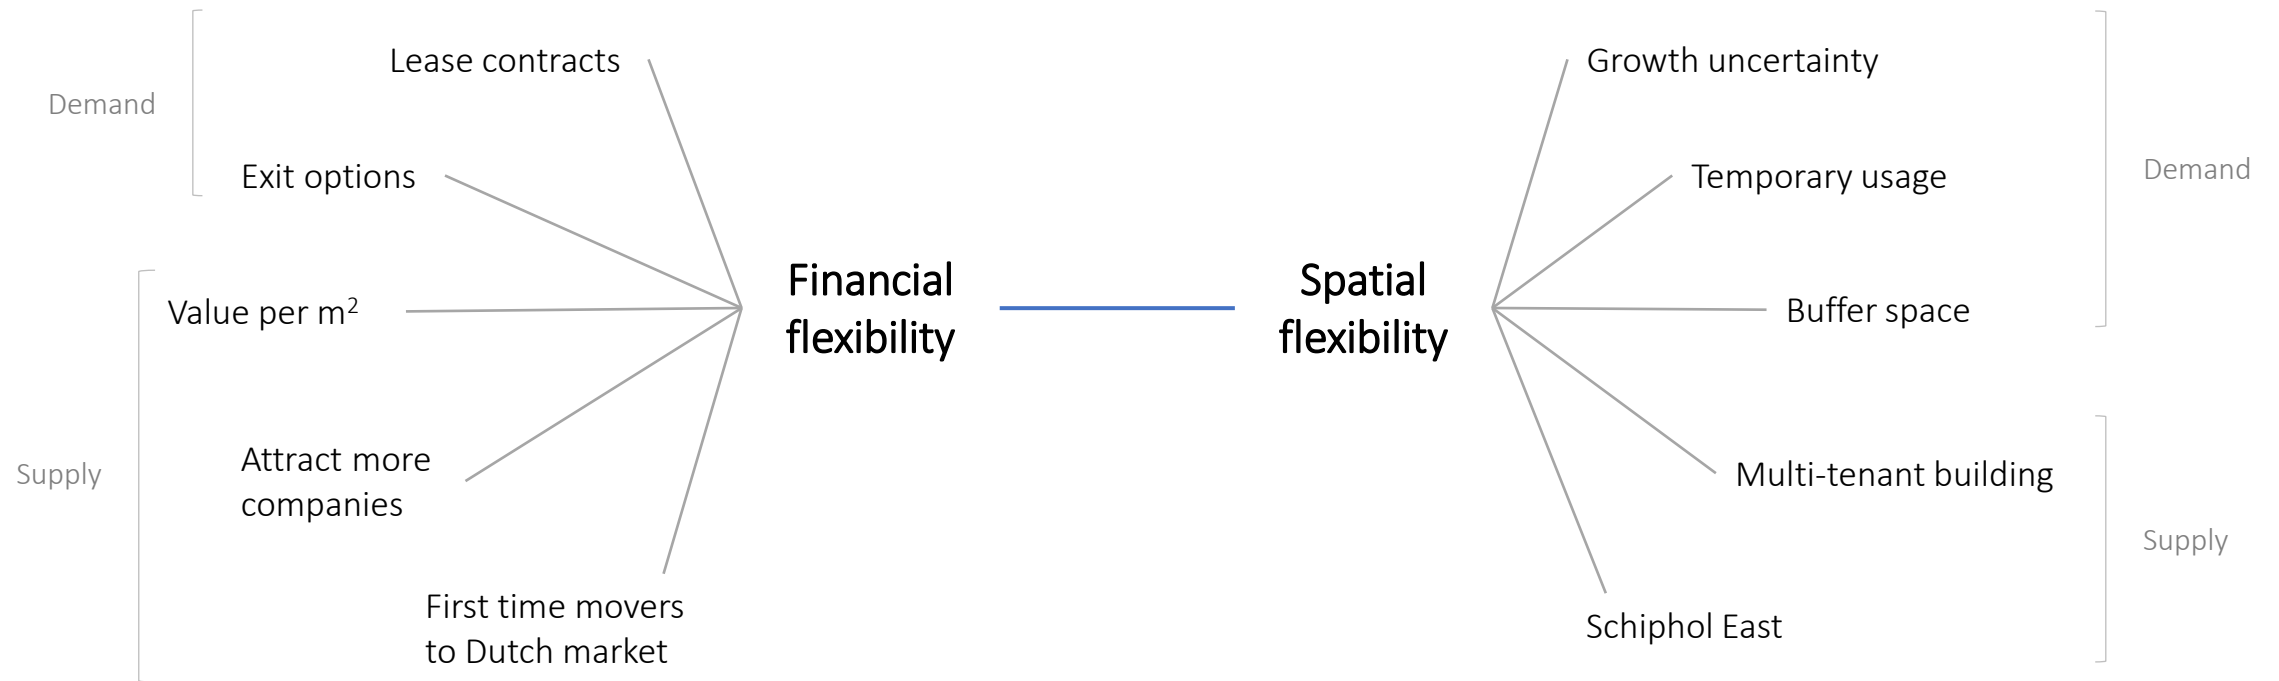 Demand
Lease contracts
Exit options
Supply
Value per m²
Attract more
companies
First time movers
to Dutch market
Financial
flexibility
Spatial
flexibility
Growth uncertainty
Temporary usage
Buffer space
Demand
Multi-tenant building
Schiphol East
Supply